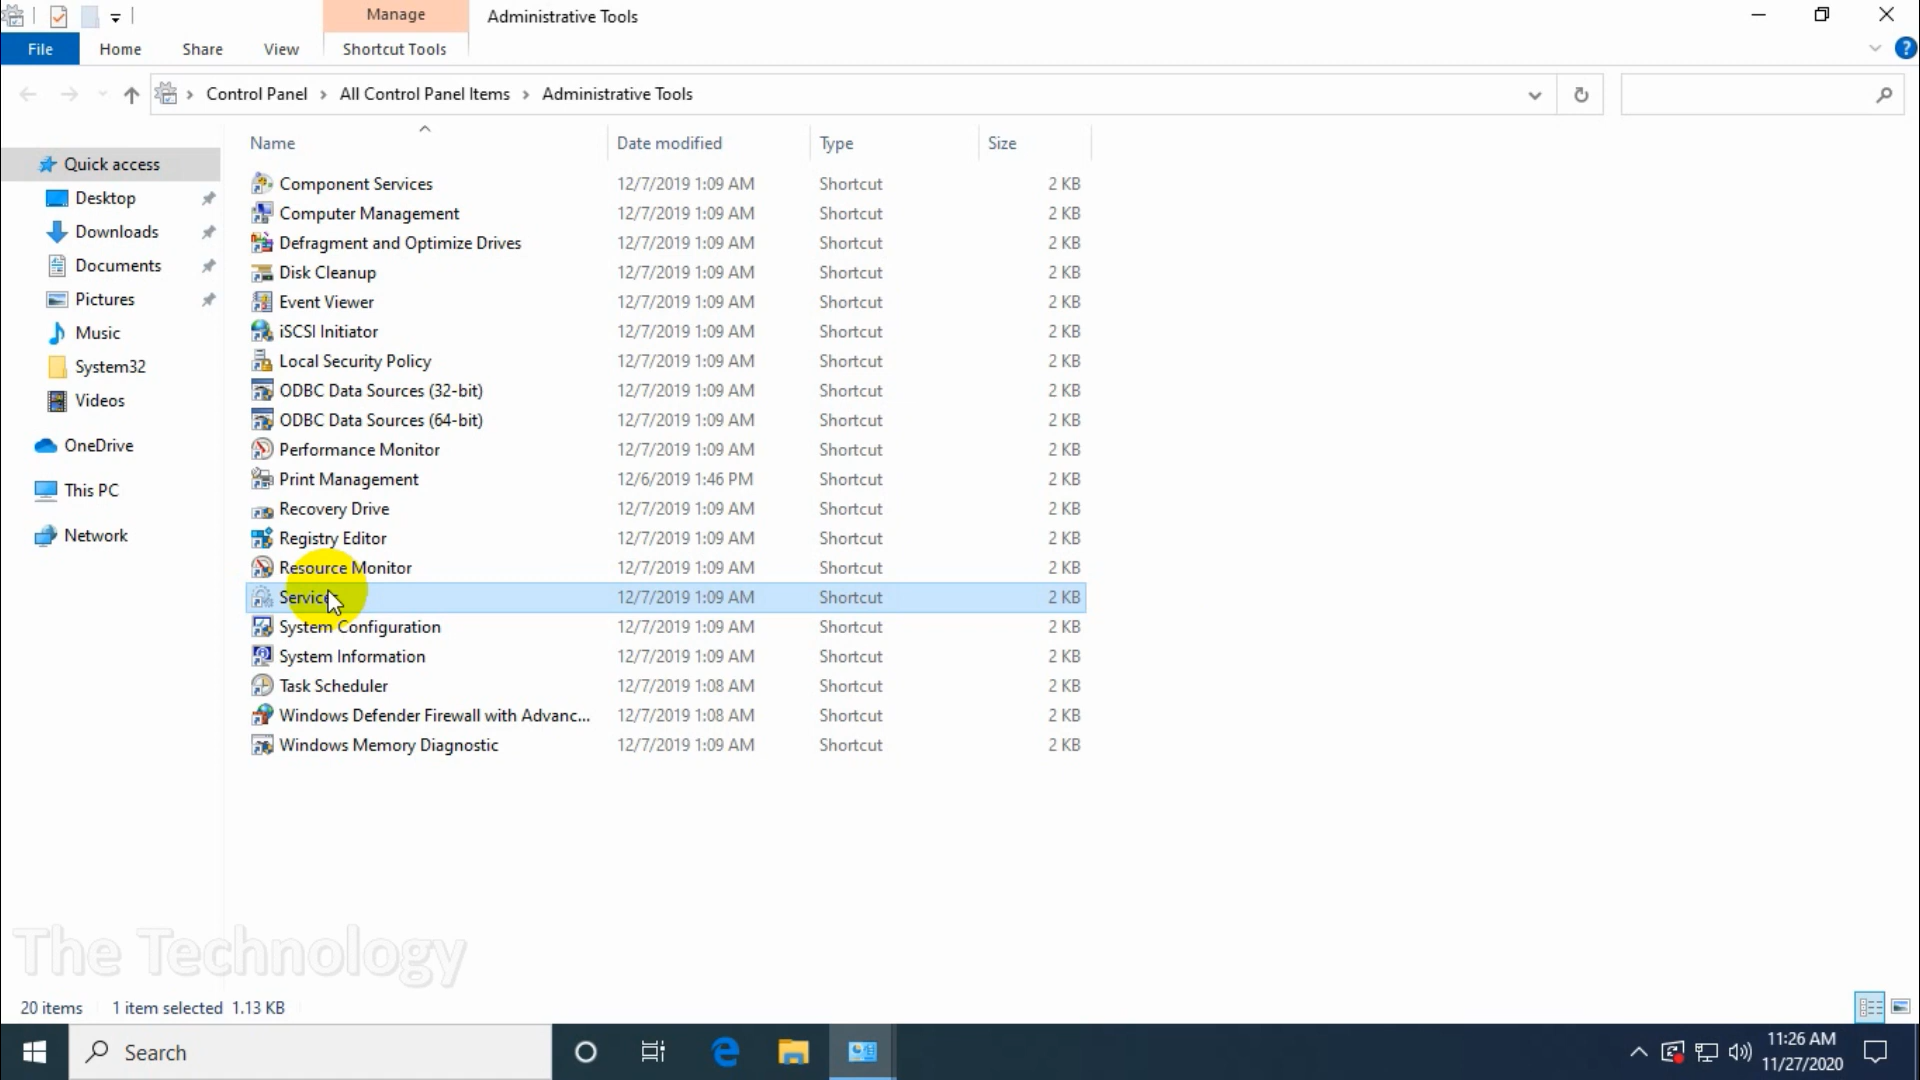 Manage
Administrative Tools
File
Home
Share
View
Shortcut Tools
?
Control Panel > All Control Panel Items > Administrative Tools
Name
Date modified
Type
Size
Quick access
Desktop
Downloads
Documents
Pictures
Music
System32
Videos
OneDrive
This PC
Network
Component Services 12/7/2019 1:09 AM Shortcut 2 KB
Computer Management 12/7/2019 1:09 AM Shortcut 2 KB
Defragment and Optimize Drives 12/7/2019 1:09 AM Shortcut 2 KB
Disk Cleanup 12/7/2019 1:09 AM Shortcut 2 KB
Event Viewer 12/7/2019 1:09 AM Shortcut 2 KB
iSCSI Initiator 12/7/2019 1:09 AM Shortcut 2 KB
Local Security Policy 12/7/2019 1:09 AM Shortcut 2 KB
ODBC Data Sources (32-bit) 12/7/2019 1:09 AM Shortcut 2 KB
ODBC Data Sources (64-bit) 12/7/2019 1:09 AM Shortcut 2 KB
Performance Monitor 12/7/2019 1:09 AM Shortcut 2 KB
Print Management 12/6/2019 1:46 PM Shortcut 2 KB
Recovery Drive 12/7/2019 1:09 AM Shortcut 2 KB
Registry Editor 12/7/2019 1:09 AM Shortcut 2 KB
Resource Monitor 12/7/2019 1:09 AM Shortcut 2 KB
Services 12/7/2019 1:09 AM Shortcut 2 KB
System Configuration 12/7/2019 1:09 AM Shortcut 2 KB
System Information 12/7/2019 1:09 AM Shortcut 2 KB
Task Scheduler 12/7/2019 1:08 AM Shortcut 2 KB
Windows Defender Firewall with Advanc... 12/7/2019 1:08 AM Shortcut 2 KB
Windows Memory Diagnostic 12/7/2019 1:09 AM Shortcut 2 KB
The Technology
20 items 1 item selected 1.13 KB
Search
11:26 AM
11/27/2020